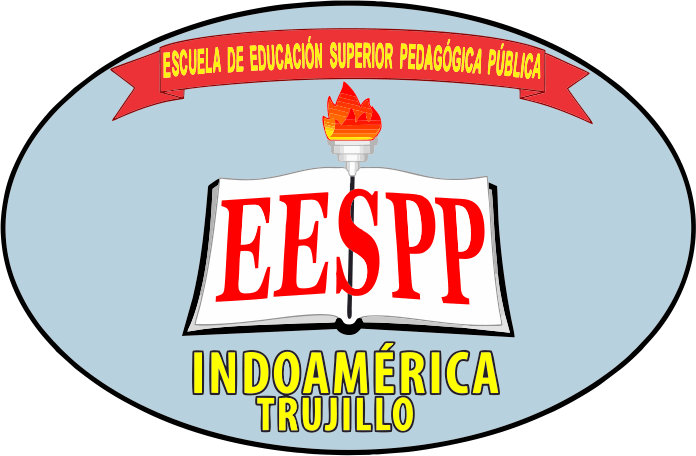 ESCUELA DE EDUCACIÓN SUPERIOR PEDAGÓGICA PÚBLICA
EESPP
INDOAMÉRICA
TRUJILLO